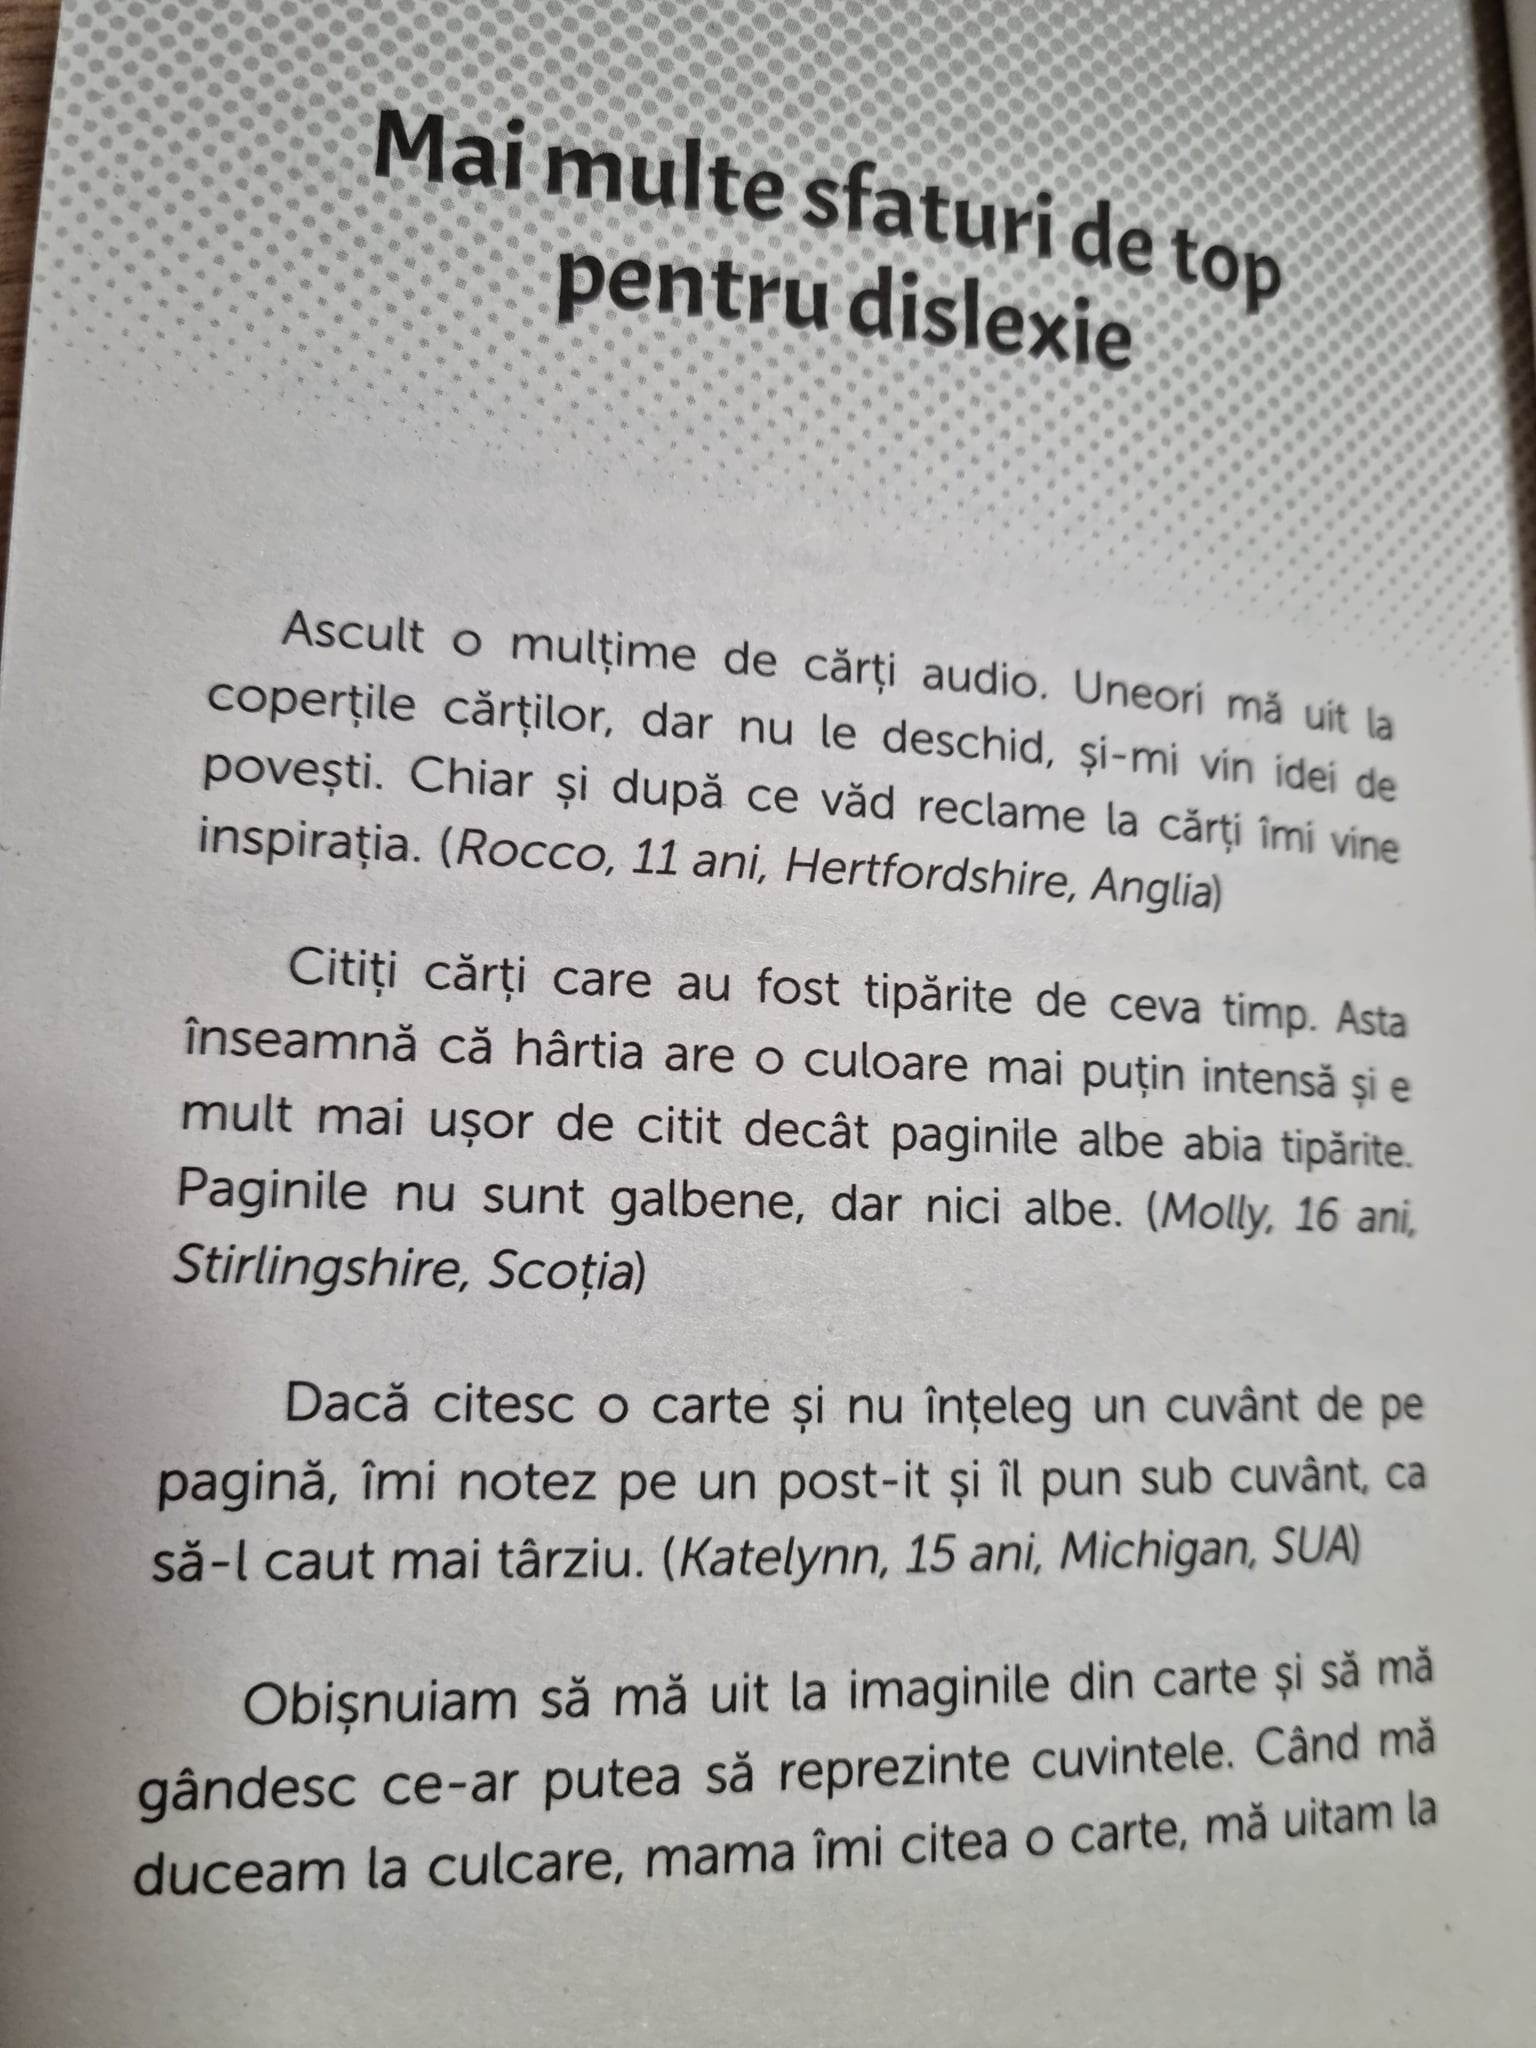 Mai multe sfaturi de top
pentru dislexie
Ascult o mulțime de cărți audio. Uneori mă uit la
coperțile cărților, dar nu le deschid, și-mi vin idei de
povești. Chiar și după ce văd reclame la cărți îmi vine
inspirația. (Rocco, 11 ani, Hertfordshire, Anglia)
Citiți cărți care au fost tipărite de ceva timp. Asta
înseamnă că hârtia are o culoare mai puțin intensă și e
mult mai ușor de citit decât paginile albe abia tipărite.
Paginile nu sunt galbene, dar nici albe. (Molly, 16 ani,
Stirlingshire, Scoția)
Dacă citesc o carte și nu înțeleg un cuvânt de pe
pagină, îmi notez pe un post-it și îl pun sub cuvânt, ca
să-l caut mai târziu. (Katelynn, 15 ani, Michigan, SUA)
Obișnuiam să mă uit la imaginile din carte și să mă
gândesc ce-ar putea să reprezinte cuvintele. Când mă
duceam la culcare, mama îmi citea o carte, mă uitam la